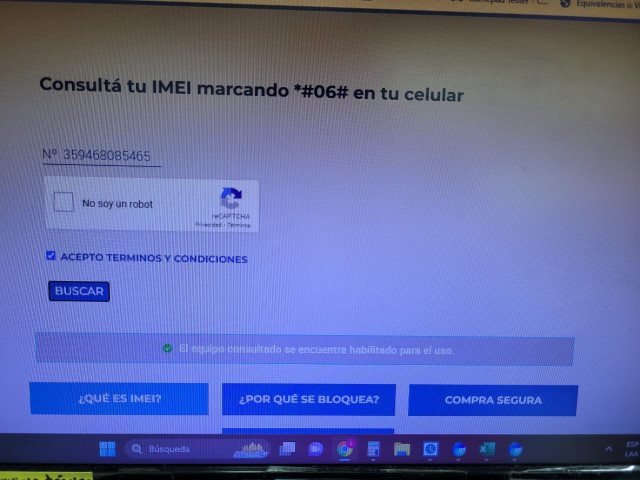 Equivalencias o V
Consultá tu IMEI marcando *#06# en tu celular
Nº 359468085465
No soy un robot
reCAPTCHA
Privacidad - Términos
ACEPTO TERMINOS Y CONDICIONES
BUSCAR
El equipo consultado se encuentra habilitado para el uso.
¿QUÉ ES IMEI?
¿POR QUÉ SE BLOQUEA?
COMPRA SEGURA
Búsqueda
ESP
LAA